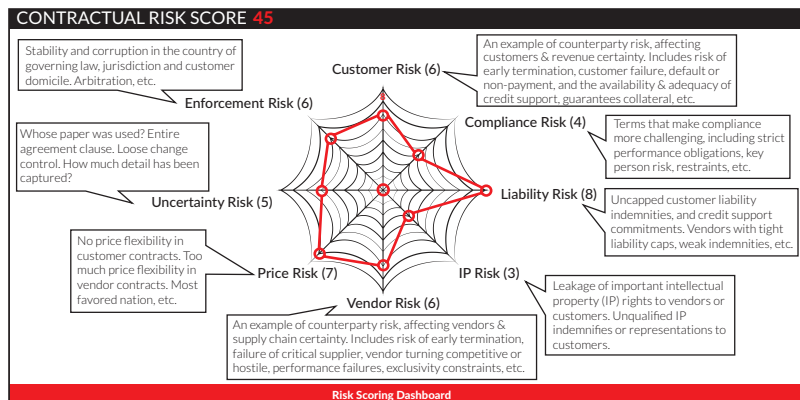 CONTRACTUAL RISK SCORE 45
Stability and corruption in the country of
governing law, jurisdiction and customer
domicile. Arbitration, etc.
Enforcement Risk (6)
Customer Risk (6)
An example of counterparty risk, affecting
customers & revenue certainty. Includes risk of
early termination, customer failure, default or
non-payment, and the availability & adequacy of
credit support, guarantees collateral, etc.
Compliance Risk (4)
Terms that make compliance
more challenging, including strict
performance obligations, key
person risk, restraints, etc.
Whose paper was used? Entire
agreement clause. Loose change
control. How much detail has been
captured?
Uncertainty Risk (5)
Liability Risk (8)
Uncapped customer liability
indemnities, and credit support
commitments. Vendors with tight
liability caps, weak indemnities, etc.
No price flexibility in
customer contracts. Too
much price flexibility in
vendor contracts. Most
favored nation, etc.
Price Risk (7)
IP Risk (3)
Leakage of important intellectual
property (IP) rights to vendors or
customers. Unqualified IP
indemnifies or representations to
customers.
Vendor Risk (6)
An example of counterparty risk, affecting vendors &
supply chain certainty. Includes risk of early termination,
failure of critical supplier, vendor turning competitive or
hostile, performance failures, exclusivity constraints, etc.
Risk Scoring Dashboard